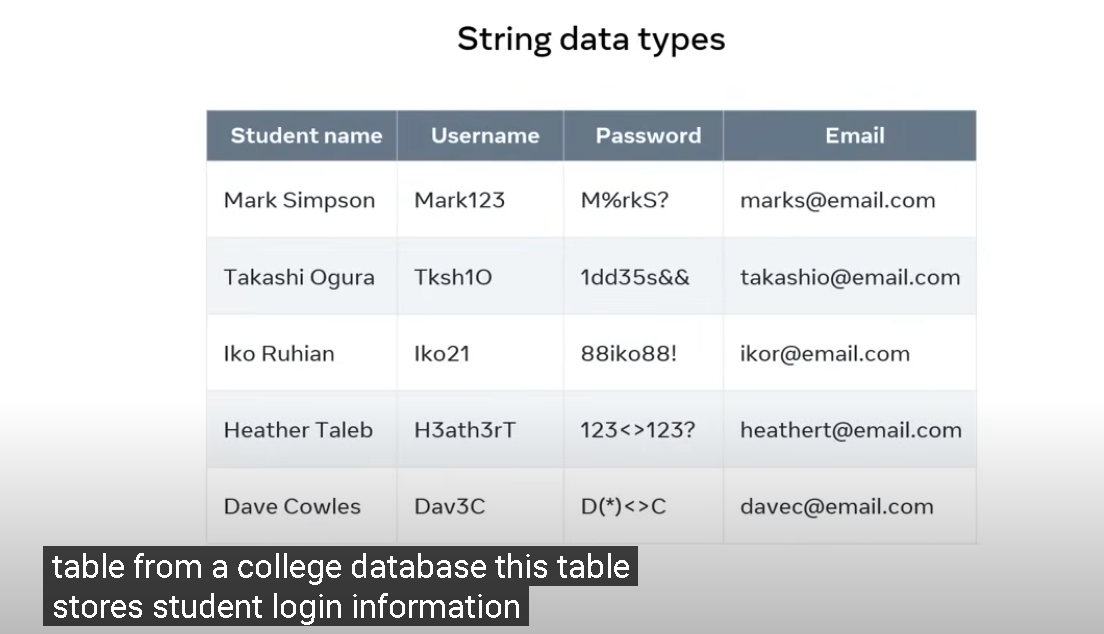 String data types
Student name Username Password Email
Mark Simpson Mark123 M%rkS? marks@email.com
Takashi Ogura Tksh1O 1dd35s&& takashio@email.com
Iko Ruhian Iko21 88iko88! ikor@email.com
Heather Taleb H3ath3rT 123<>123? heathert@email.com
Dave Cowles Dav3C D(*)<>C davec@email.com
table from a college database this table
stores student login information